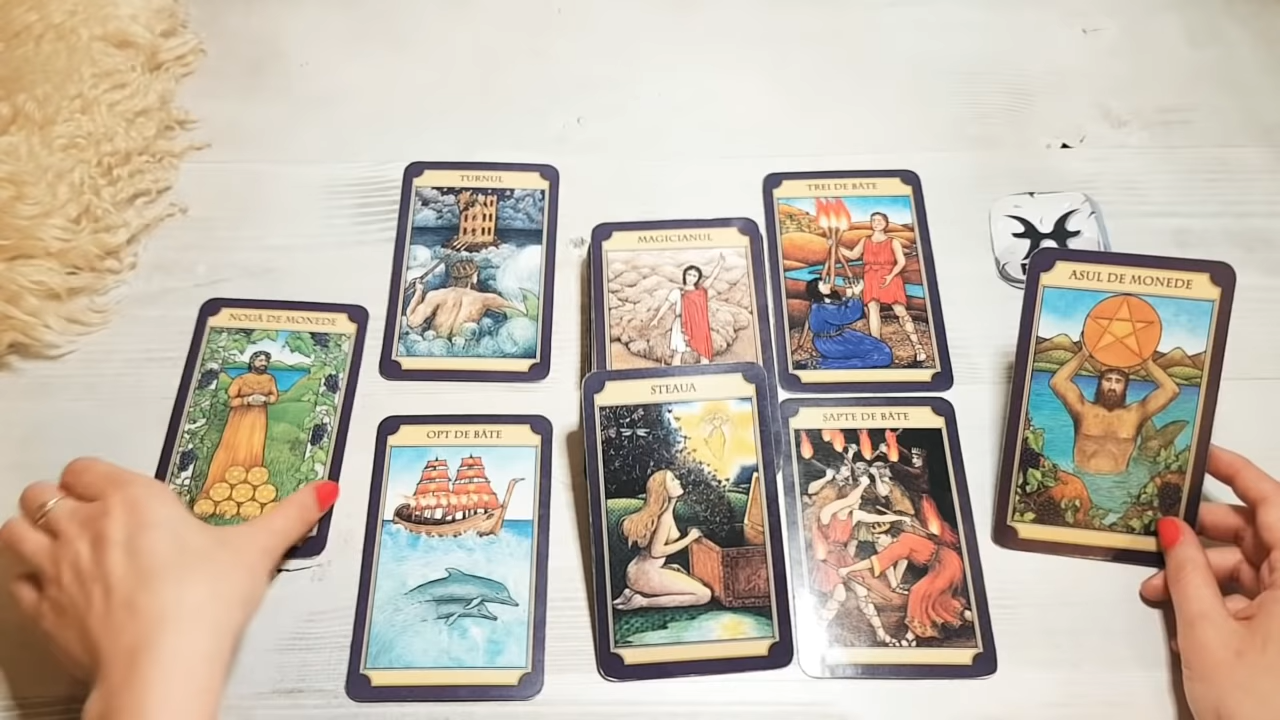 TURNUL
TREI DE BÂTE
MAGICIANUL
ASUL DE MONEDE
NOUĂ DE MONEDE
STEAUA
ȘAPTE DE BÂTE
OPT DE BÂTE